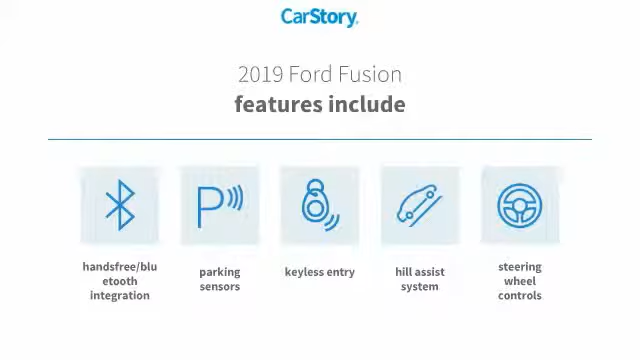 CarStory
2019 Ford Fusion
features include
P
handsfree/blu
etooth
integration
parking
sensors
keyless entry
hill assist
system
steering
wheel
controls